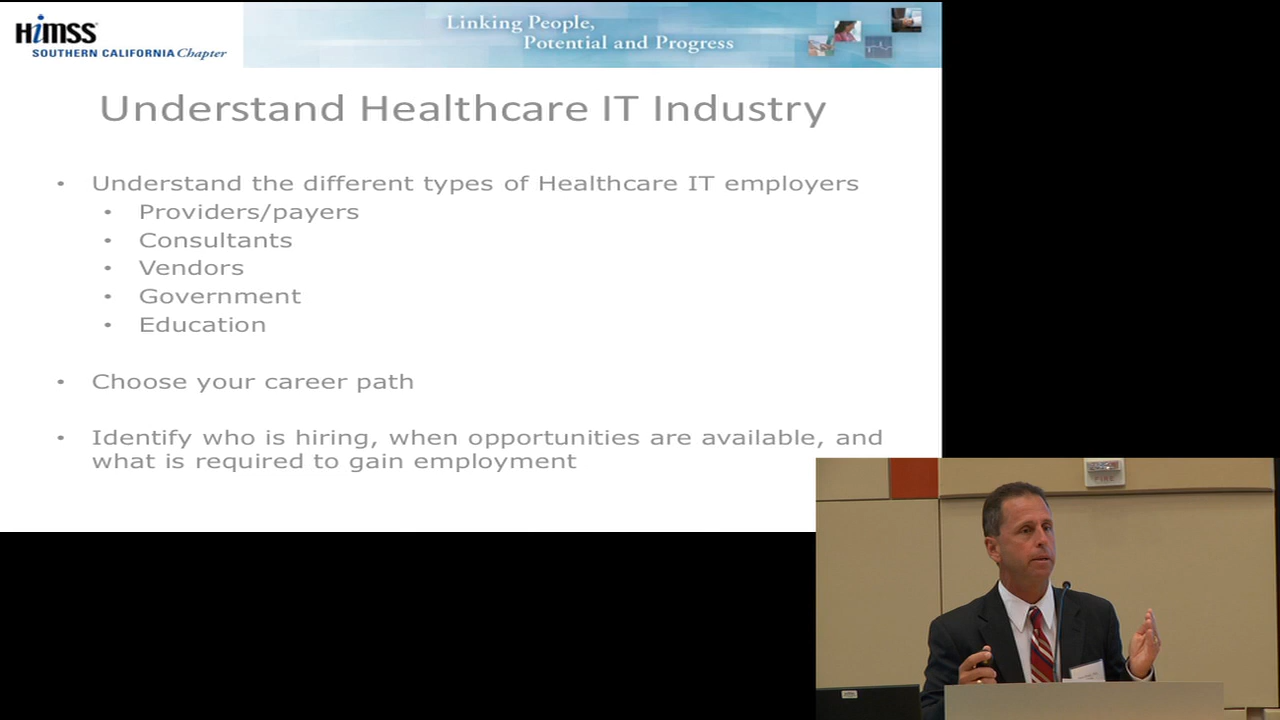 HiMSS
SOUTHERN CALIFORNIA Chapter
Linking People,
Potential and Progress
Understand Healthcare IT Industry
• Understand the different types of Healthcare IT employers
• Providers/payers
• Consultants
• Vendors
• Government
• Education
• Choose your career path
• Identify who is hiring, when opportunities are available, and
what is required to gain employment
FIRE